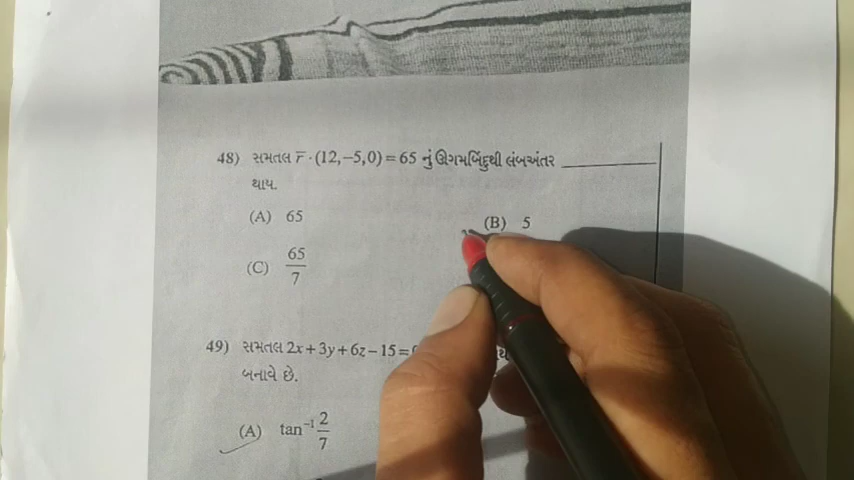 48) સમતલ r̄ · (12, −5, 0) = 65 નું ઊગમબિંદુથી લંબઅંતર ________
થાય.
(A) 65
(B) 5
(C) 65/7
49) સમતલ 2x + 3y + 6z − 15 =
બનાવે છે.
(A) tan⁻¹ 2/7